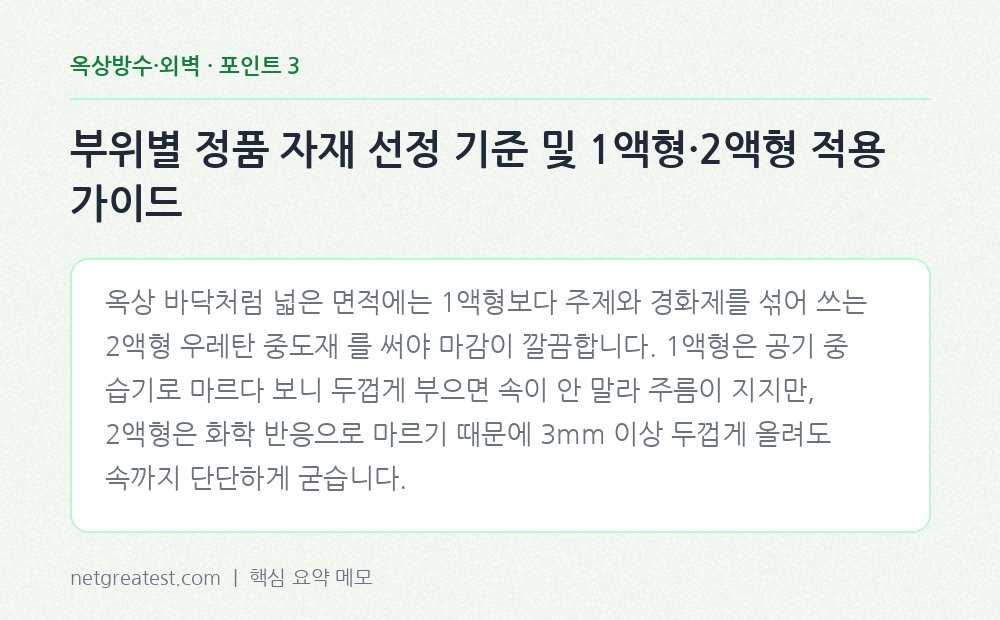 옥상방수·외벽 · 포인트 3
부위별 정품 자재 선정 기준 및 1액형·2액형 적용
가이드
옥상 바닥처럼 넓은 면적에는 1액형보다 주제와 경화제를 섞어 쓰는
2액형 우레탄 중도재 를 써야 마감이 깔끔합니다. 1액형은 공기 중
습기로 마르다 보니 두껍게 부으면 속이 안 말라 주름이 지지만,
2액형은 화학 반응으로 마르기 때문에 3mm 이상 두껍게 올려도
속까지 단단하게 굳습니다.
netgreatest.com | 핵심 요약 메모